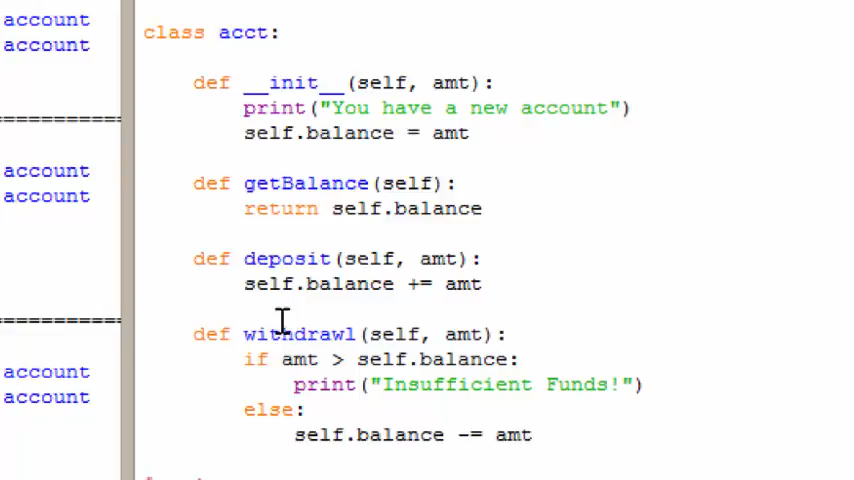 account
account
===========
account
account
===========
account
account
class acct:
def __init__(self, amt):
print("You have a new account")
self.balance = amt
def getBalance(self):
return self.balance
def deposit(self, amt):
self.balance += amt
def withdrawl(self, amt):
if amt > self.balance:
print("Insufficient Funds!")
else:
self.balance -= amt